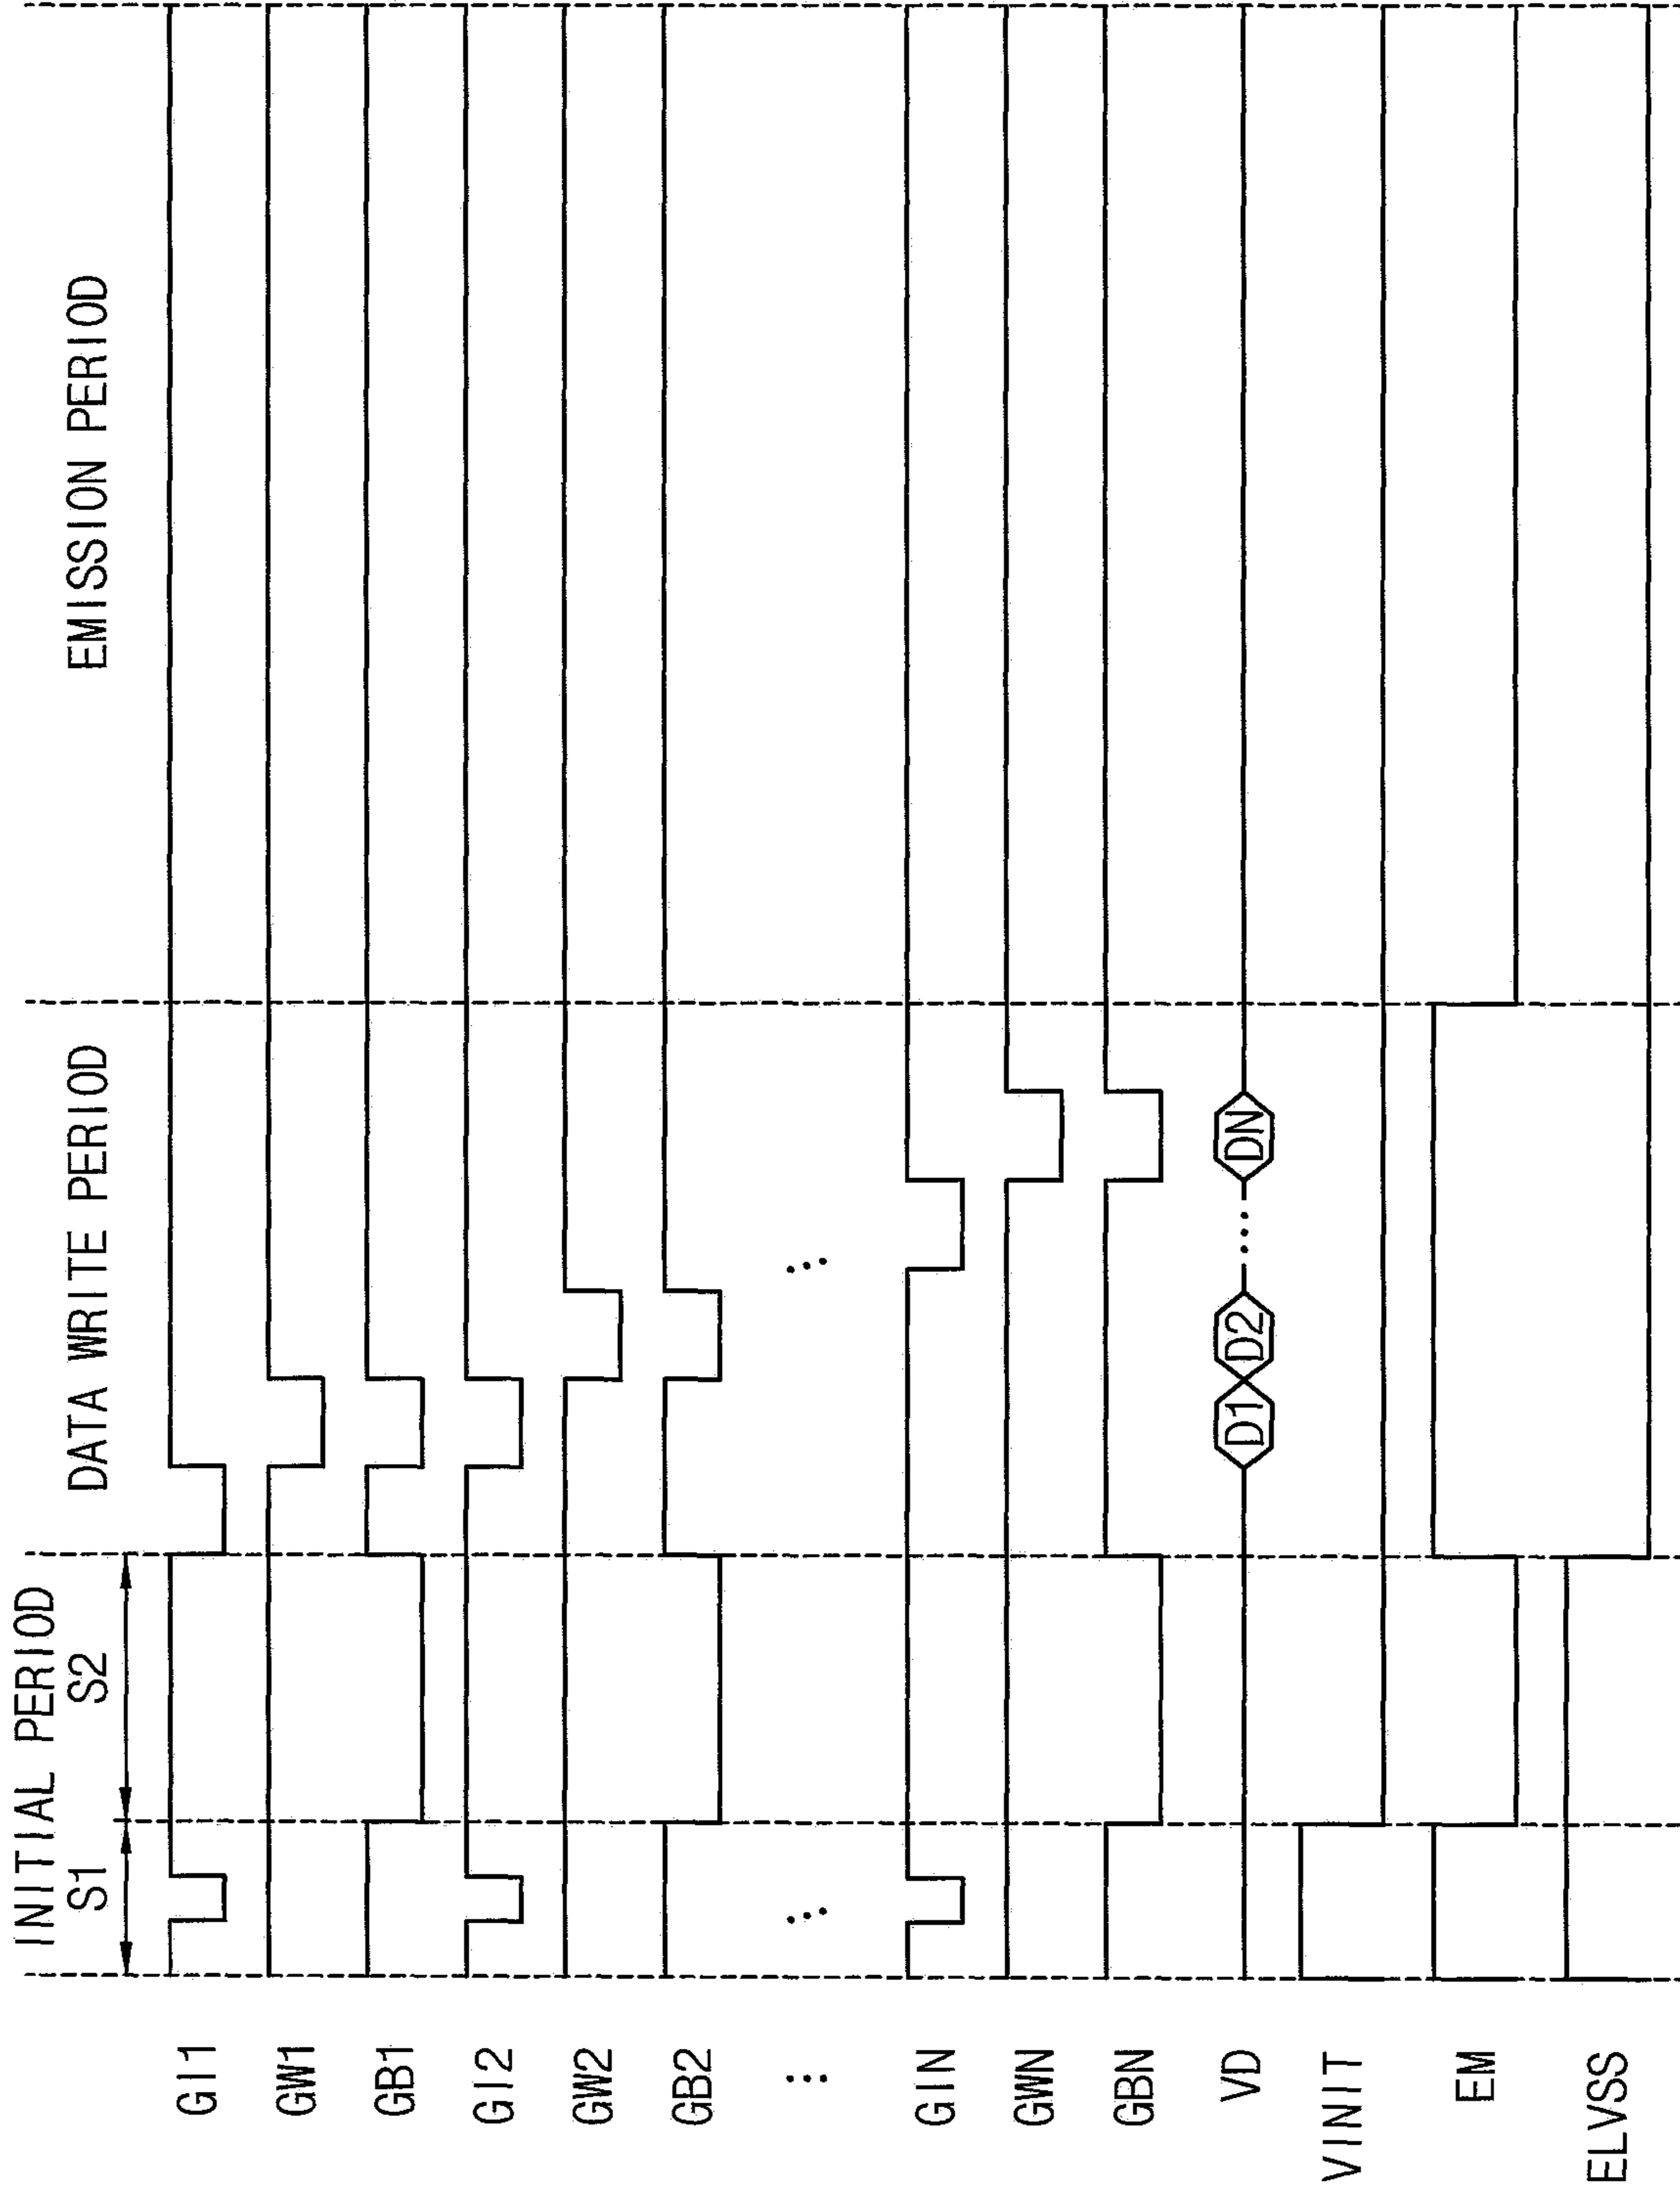 INITIAL PERIOD
S1 S2 DATA WRITE PERIOD EMISSION PERIOD
GI1
GW1
GB1
GI2
GW2
GB2
⋮ ⋯ ⋯
GIN
GWN
GBN
VD D1 D2 ···· DN
VINIT
EM
ELVSS